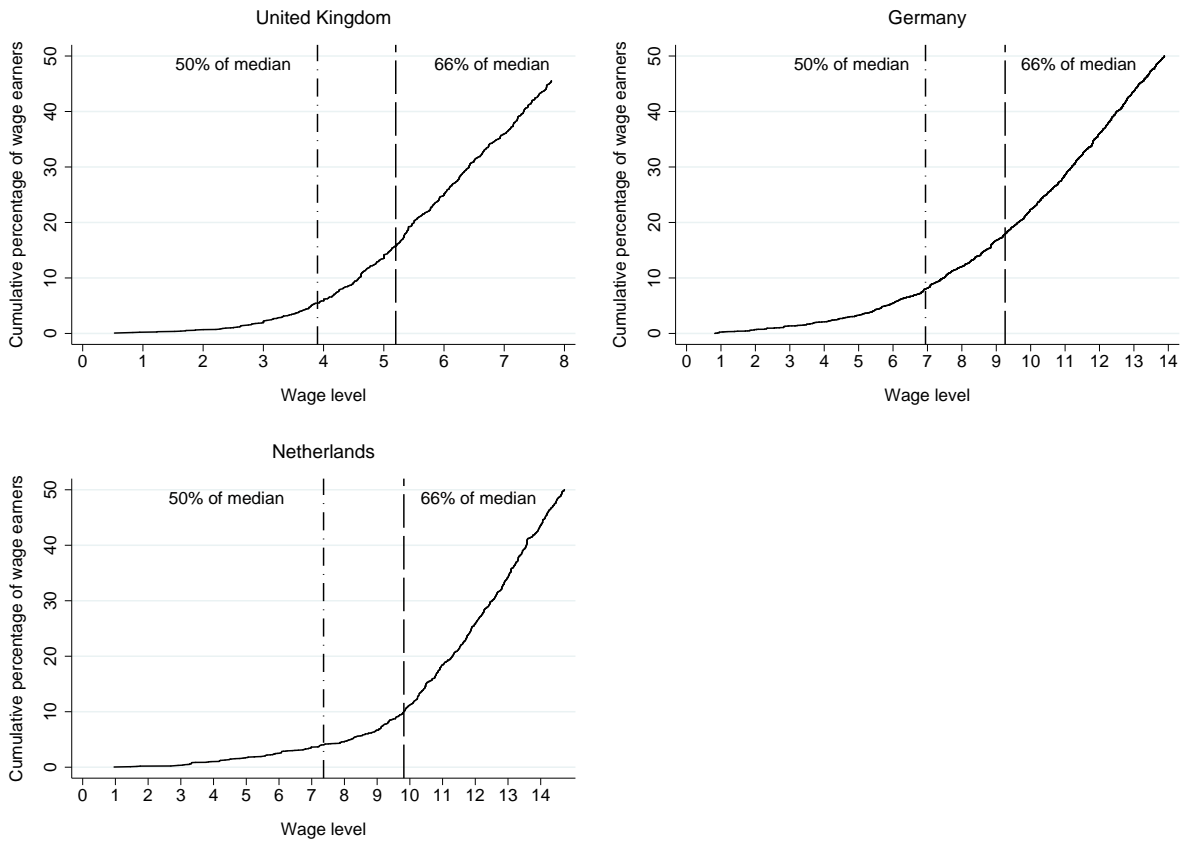 United Kingdom
Cumulative percentage of wage earners
50
40
30
20
10
0
50% of median
66% of median
0 1 2 3 4 5 6 7 8
Wage level
Germany
Cumulative percentage of wage earners
50
40
30
20
10
0
50% of median
66% of median
0 1 2 3 4 5 6 7 8 9 10 11 12 13 14
Wage level
Netherlands
Cumulative percentage of wage earners
50
40
30
20
10
0
50% of median
66% of median
0 1 2 3 4 5 6 7 8 9 10 11 12 13 14
Wage level